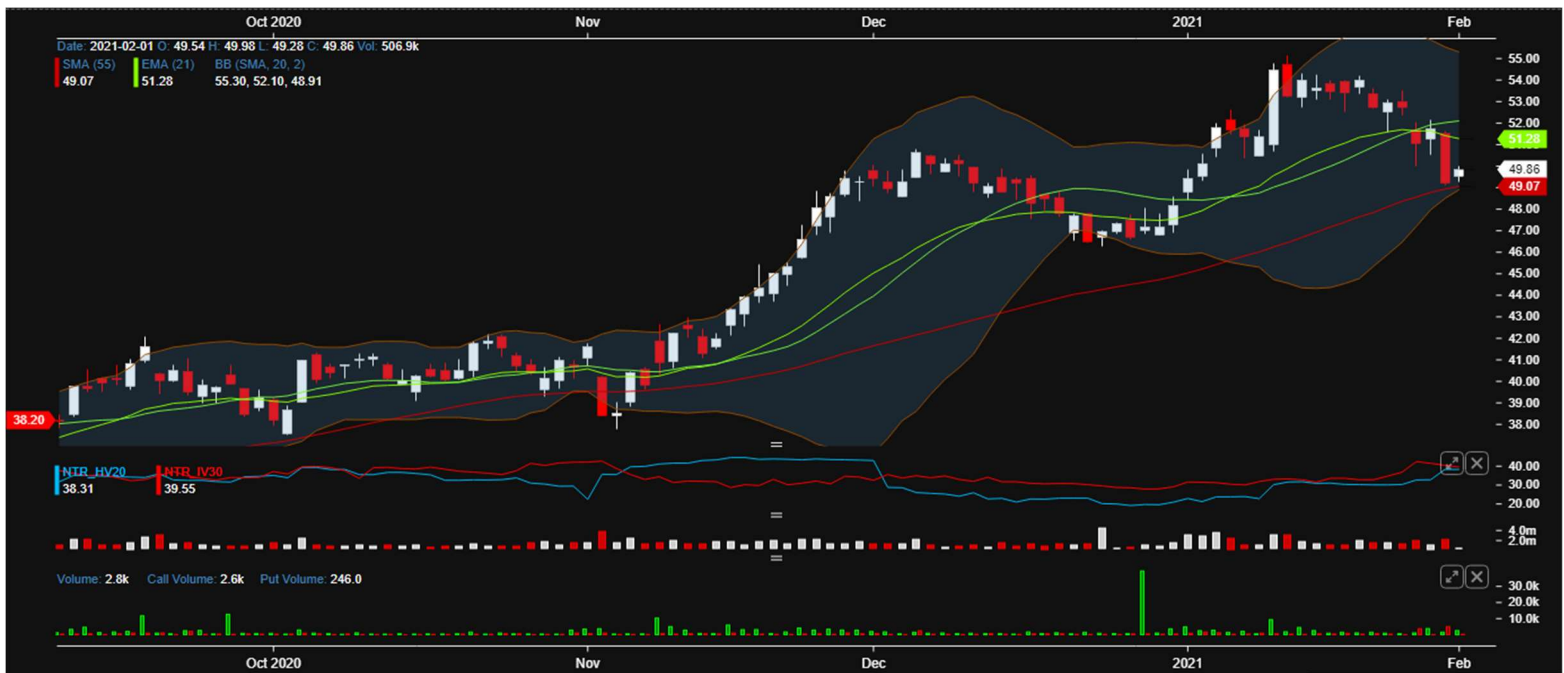 Oct 2020 Nov Dec 2021 Feb
Date: 2021-02-01 O: 49.54 H: 49.98 L: 49.28 C: 49.86 Vol: 506.9k
SMA (55) EMA (21) BB (SMA, 20, 2)
49.07 51.28 55.30, 52.10, 48.91
55.00
54.00
53.00
52.00
51.28
49.86
49.07
48.00
47.00
46.00
45.00
44.00
43.00
42.00
41.00
40.00
39.00
38.20
38.00
NTR_HV20 NTR_IV30
38.31 39.55
40.00
30.00
20.00
4.0m
2.0m
Volume: 2.8k Call Volume: 2.6k Put Volume: 246.0
30.0k
20.0k
10.0k
Oct 2020 Nov Dec 2021 Feb